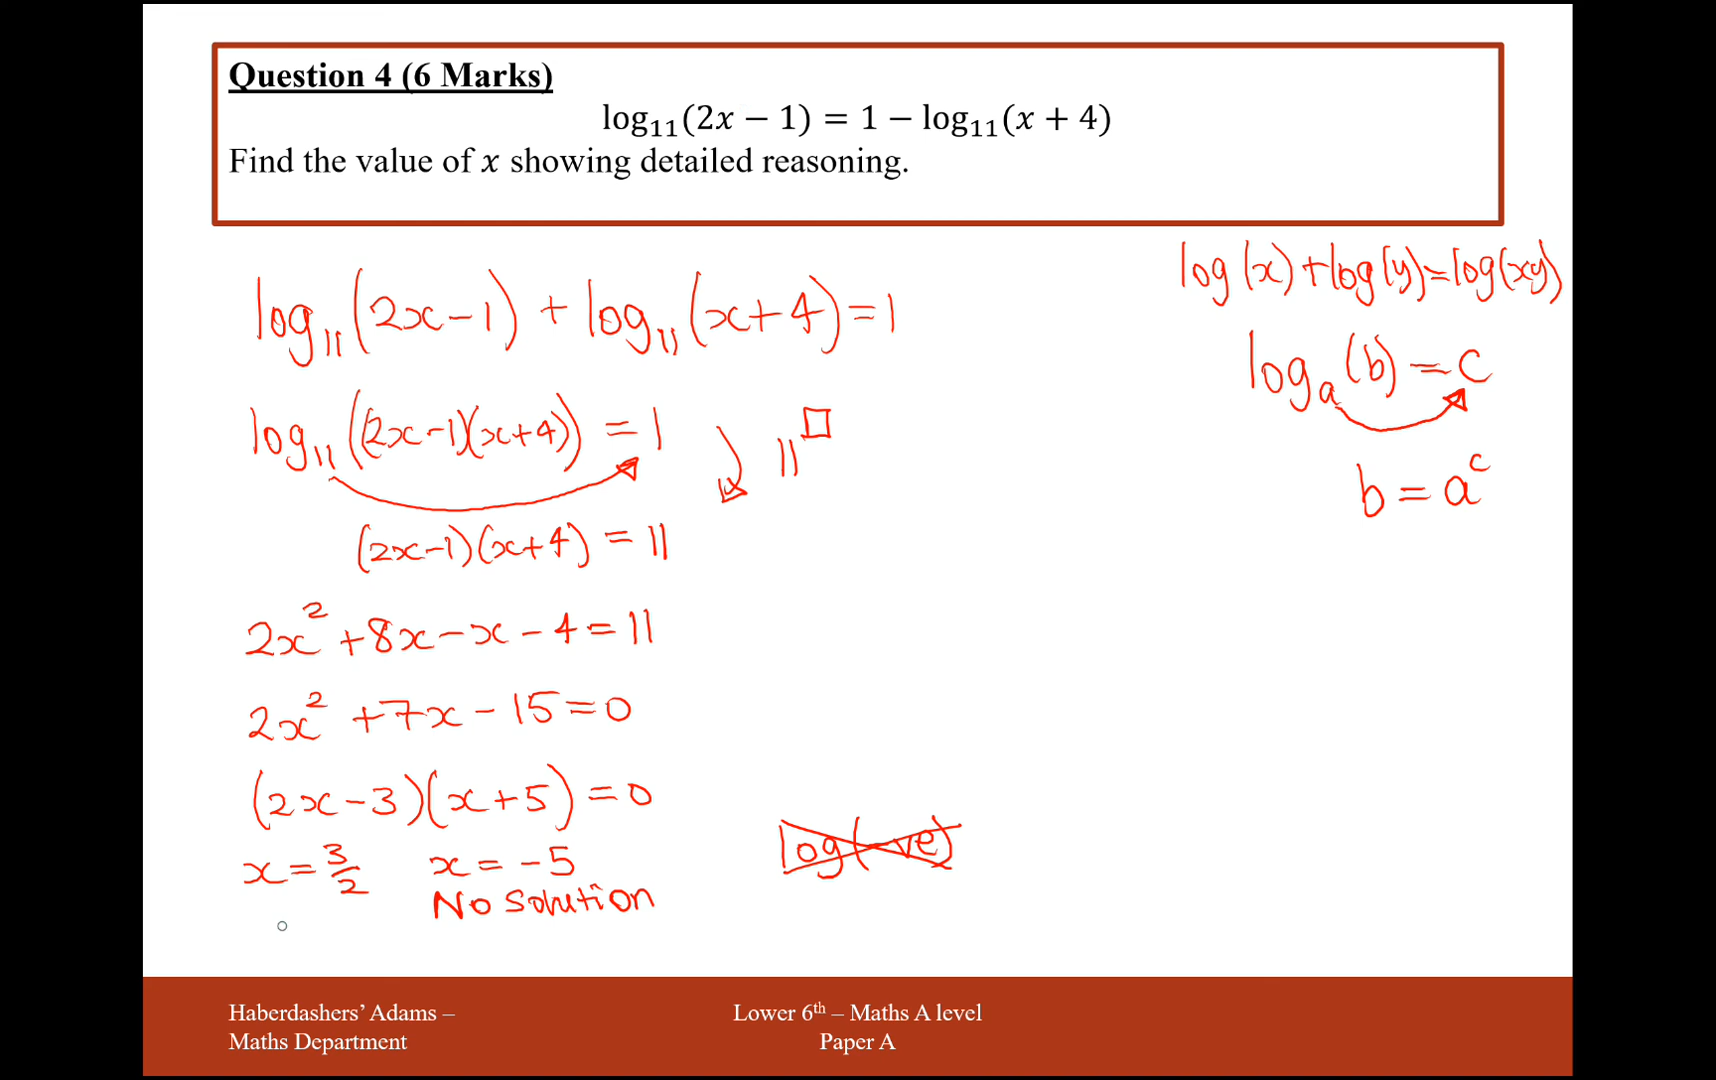 Question 4 (6 Marks)
log₁₁(2x − 1) = 1 − log₁₁(x + 4)
Find the value of x showing detailed reasoning.
log(x)+log(y)=log(xy)
log₁₁(2x−1) + log₁₁(x+4) = 1
logₐ(b) = c
log₁₁((2x−1)(x+4)) = 1
11^□
b = a^c
(2x−1)(x+4) = 11
2x² + 8x − x − 4 = 11
2x² + 7x − 15 = 0
(2x−3)(x+5) = 0
log(−ve)
x = 3/2 x = −5
No Solution
Haberdashers’ Adams –
Maths Department
Lower 6th – Maths A level
Paper A